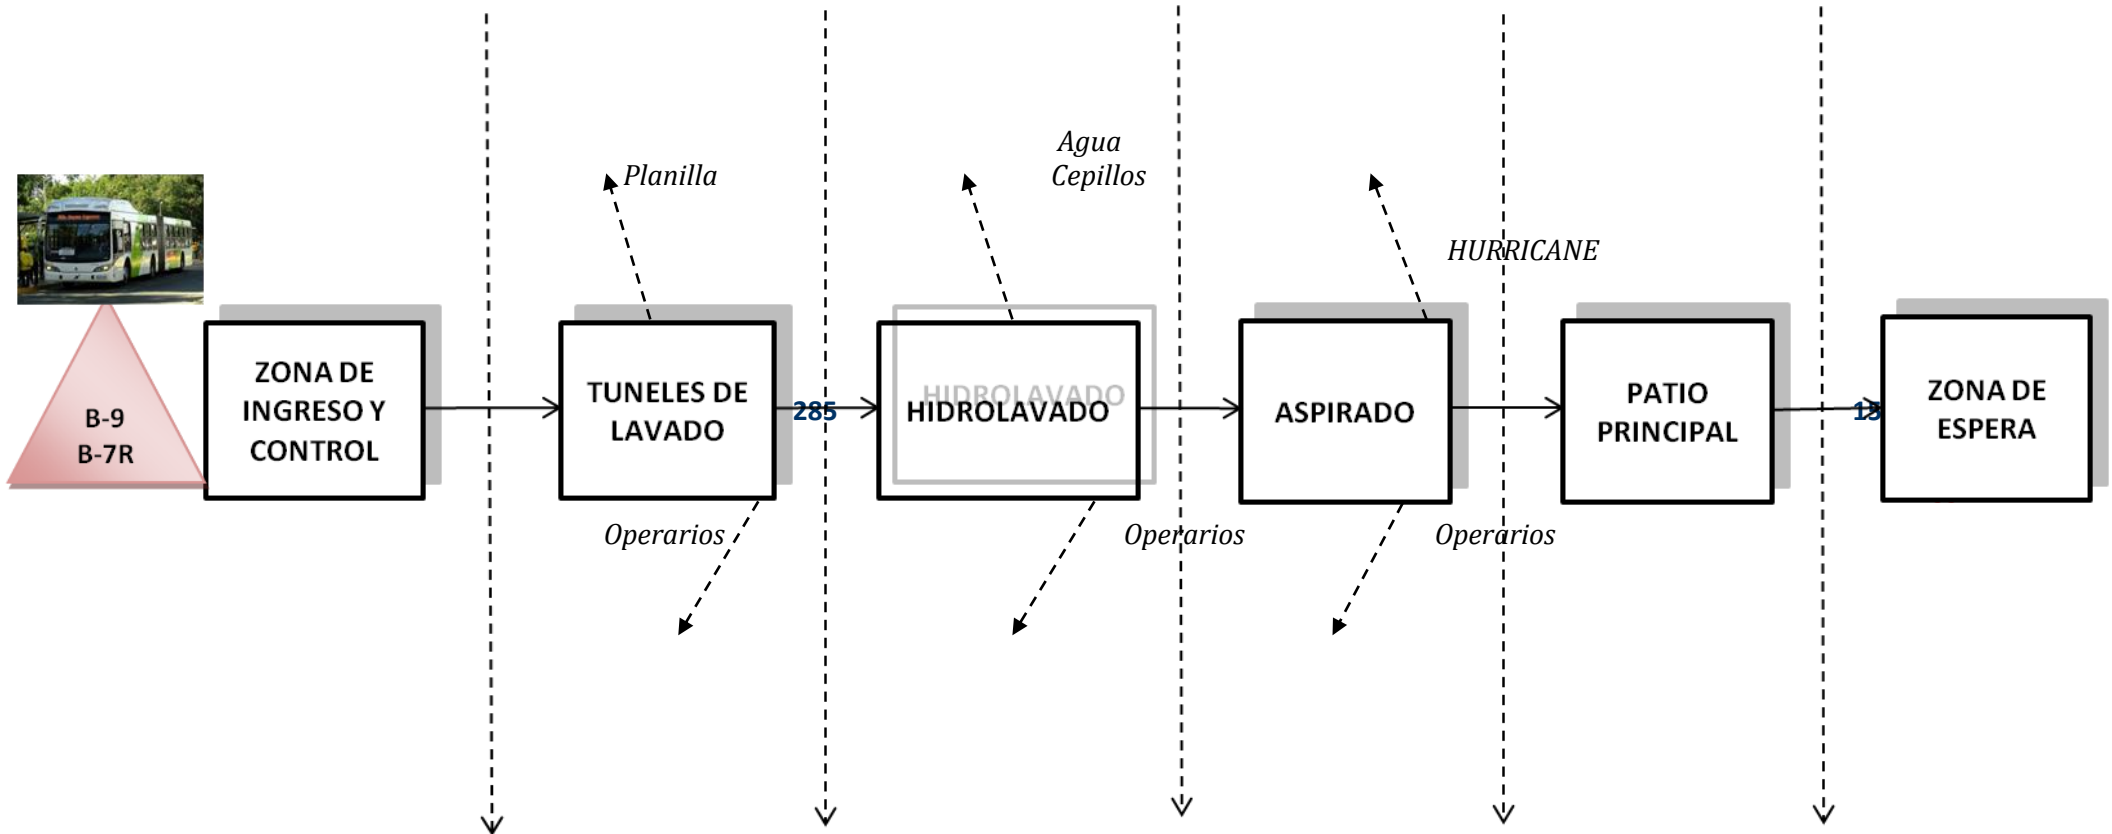 Agua
Cepillos
Planilla
HURRICANE
B-9
B-7R
ZONA DE
INGRESO Y
CONTROL
TUNELES DE
LAVADO
285
HIDROLAVADO
HIDROLAVADO
ASPIRADO
PATIO
PRINCIPAL
15
ZONA DE
ESPERA
Operarios
Operarios
Operarios